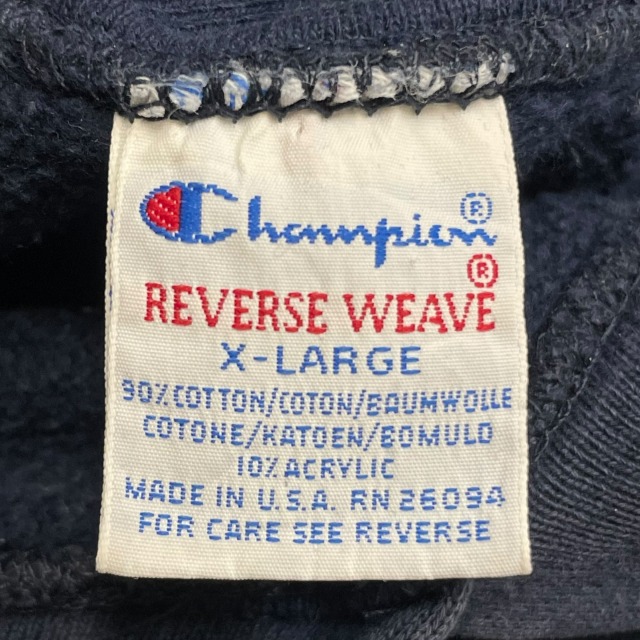 Champion®
REVERSE WEAVE®
X-LARGE
90%COTTON/COTON/BAUMWOLLE
COTONE/KATOEN/BOMULD
10% ACRYLIC
MADE IN U.S.A. RN 26094
FOR CARE SEE REVERSE